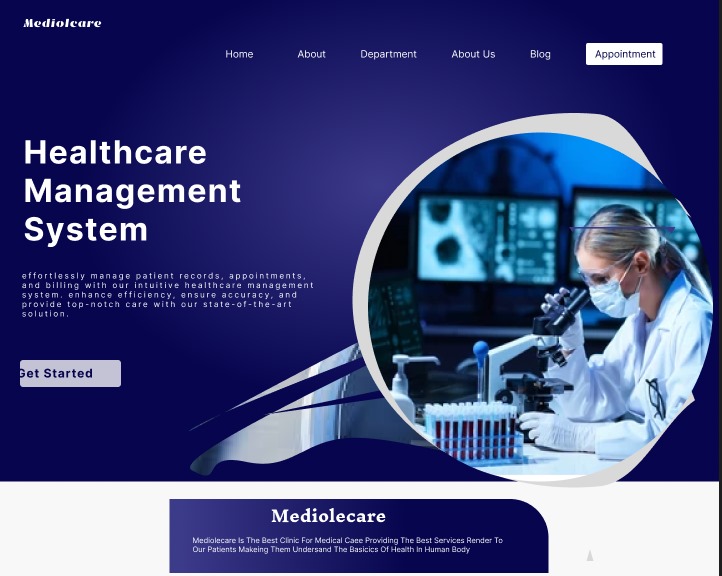 Mediolcare
Home About Department About Us Blog Appointment
Healthcare
Management
System
effortlessly manage patient records, appointments,
and billing with our intuitive healthcare management
system. enhance efficiency, ensure accuracy, and
provide top-notch care with our state-of-the-art
solution.
Get Started
Mediolecare
Mediolecare Is The Best Clinic For Medical Caee Providing The Best Services Render To
Our Patients Makeing Them Undersand The Basicics Of Health In Human Body